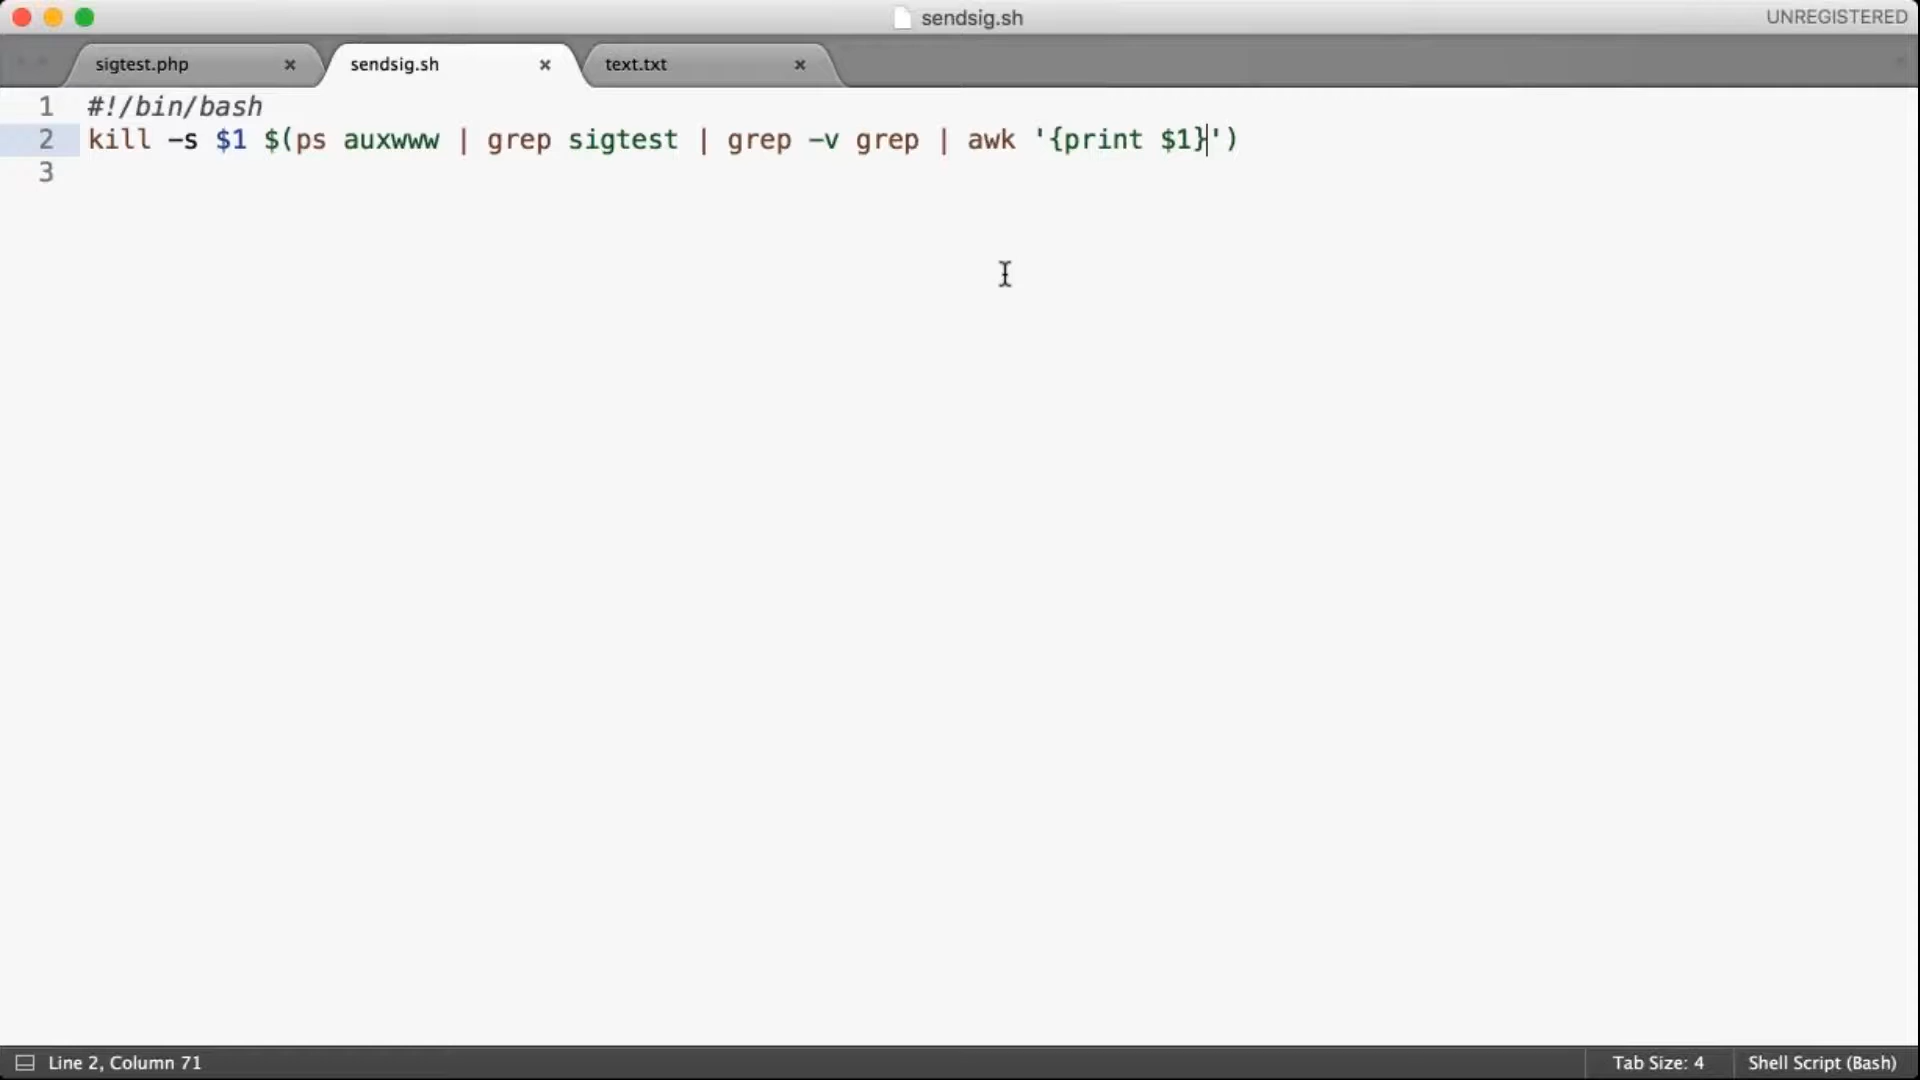 sendsig.sh
UNREGISTERED
sigtest.php × sendsig.sh × text.txt ×
1 #!/bin/bash
2 kill -s $1 $(ps auxwww | grep sigtest | grep -v grep | awk '{print $1}')
3
Line 2, Column 71
Tab Size: 4
Shell Script (Bash)